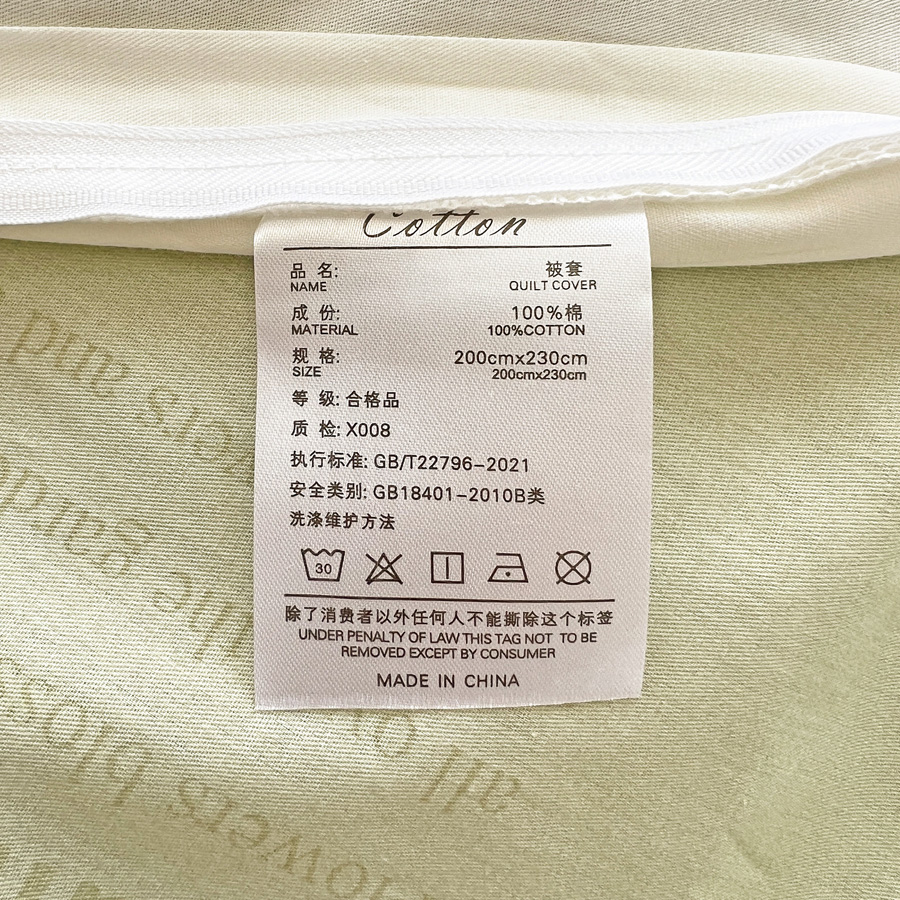 Cotton
品 名: 被套
NAME QUILT COVER
成 份: 100%棉
MATERIAL 100%COTTON
规 格: 200cmx230cm
SIZE 200cmx230cm
等 级: 合格品
质 检: X008
执行标准: GB/T22796-2021
安全类别: GB18401-2010B类
洗涤维护方法
30
除了消费者以外任何人不能撕除这个标签
UNDER PENALTY OF LAW THIS TAG NOT TO BE
REMOVED EXCEPT BY CONSUMER
MADE IN CHINA
all